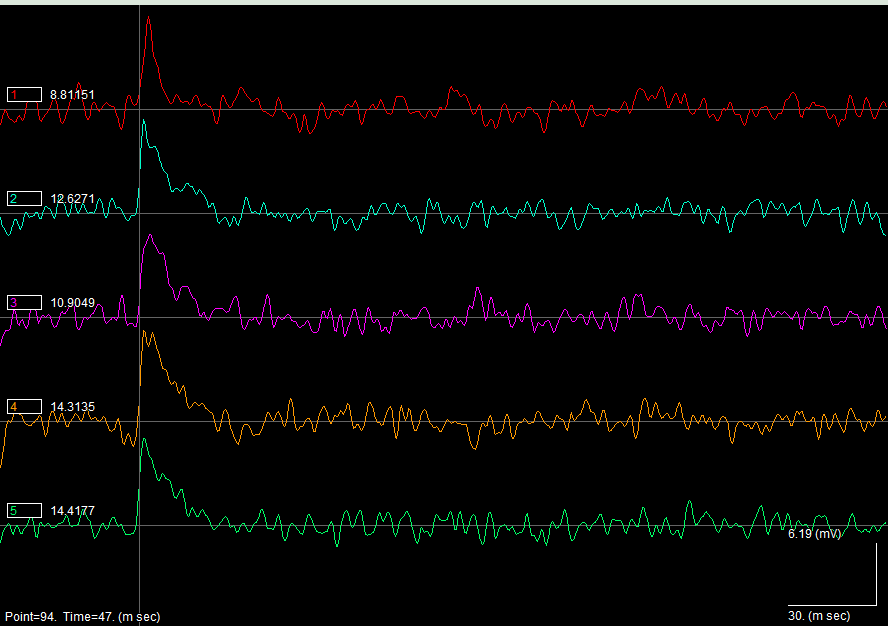 1 8.81151
2 12.6271
3 10.9049
4 14.3135
5 14.4177
6.19 (mV)
Point=94. Time=47. (m sec)
30. (m sec)